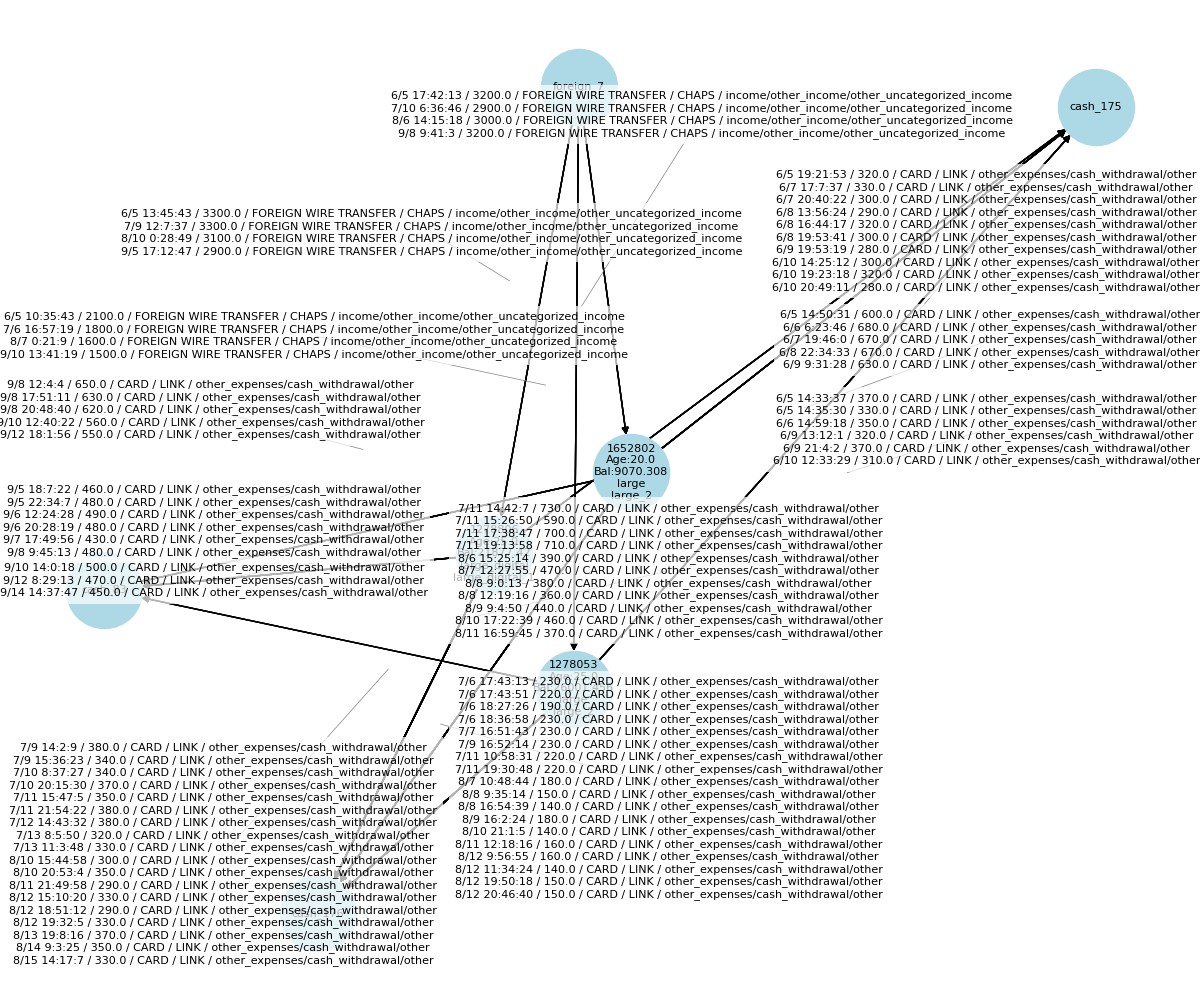 foreign_7
6/5 17:42:13 / 3200.0 / FOREIGN WIRE TRANSFER / CHAPS / income/other_income/other_uncategorized_income
7/10 6:36:46 / 2900.0 / FOREIGN WIRE TRANSFER / CHAPS / income/other_income/other_uncategorized_income
8/6 14:15:18 / 3000.0 / FOREIGN WIRE TRANSFER / CHAPS / income/other_income/other_uncategorized_income
9/8 9:41:3 / 3200.0 / FOREIGN WIRE TRANSFER / CHAPS / income/other_income/other_uncategorized_income
cash_175
6/5 19:21:53 / 320.0 / CARD / LINK / other_expenses/cash_withdrawal/other
6/7 17:7:37 / 330.0 / CARD / LINK / other_expenses/cash_withdrawal/other
6/7 20:40:22 / 300.0 / CARD / LINK / other_expenses/cash_withdrawal/other
6/8 13:56:24 / 290.0 / CARD / LINK / other_expenses/cash_withdrawal/other
6/8 16:44:17 / 320.0 / CARD / LINK / other_expenses/cash_withdrawal/other
6/8 19:53:41 / 300.0 / CARD / LINK / other_expenses/cash_withdrawal/other
6/9 19:53:19 / 280.0 / CARD / LINK / other_expenses/cash_withdrawal/other
6/10 14:25:12 / 300.0 / CARD / LINK / other_expenses/cash_withdrawal/other
6/10 19:23:18 / 320.0 / CARD / LINK / other_expenses/cash_withdrawal/other
6/10 20:49:11 / 280.0 / CARD / LINK / other_expenses/cash_withdrawal/other
6/5 13:45:43 / 3300.0 / FOREIGN WIRE TRANSFER / CHAPS / income/other_income/other_uncategorized_income
7/9 12:7:37 / 3300.0 / FOREIGN WIRE TRANSFER / CHAPS / income/other_income/other_uncategorized_income
8/10 0:28:49 / 3100.0 / FOREIGN WIRE TRANSFER / CHAPS / income/other_income/other_uncategorized_income
9/5 17:12:47 / 2900.0 / FOREIGN WIRE TRANSFER / CHAPS / income/other_income/other_uncategorized_income
6/5 10:35:43 / 2100.0 / FOREIGN WIRE TRANSFER / CHAPS / income/other_income/other_uncategorized_income
7/6 16:57:19 / 1800.0 / FOREIGN WIRE TRANSFER / CHAPS / income/other_income/other_uncategorized_income
8/7 0:21:9 / 1600.0 / FOREIGN WIRE TRANSFER / CHAPS / income/other_income/other_uncategorized_income
9/10 13:41:19 / 1500.0 / FOREIGN WIRE TRANSFER / CHAPS / income/other_income/other_uncategorized_income
6/5 14:50:31 / 600.0 / CARD / LINK / other_expenses/cash_withdrawal/other
6/6 6:23:46 / 680.0 / CARD / LINK / other_expenses/cash_withdrawal/other
6/7 19:46:0 / 670.0 / CARD / LINK / other_expenses/cash_withdrawal/other
6/8 22:34:33 / 670.0 / CARD / LINK / other_expenses/cash_withdrawal/other
6/9 9:31:28 / 630.0 / CARD / LINK / other_expenses/cash_withdrawal/other
9/8 12:4:4 / 650.0 / CARD / LINK / other_expenses/cash_withdrawal/other
9/8 17:51:11 / 630.0 / CARD / LINK / other_expenses/cash_withdrawal/other
9/8 20:48:40 / 620.0 / CARD / LINK / other_expenses/cash_withdrawal/other
9/10 12:40:22 / 560.0 / CARD / LINK / other_expenses/cash_withdrawal/other
9/12 18:1:56 / 550.0 / CARD / LINK / other_expenses/cash_withdrawal/other
6/5 14:33:37 / 370.0 / CARD / LINK / other_expenses/cash_withdrawal/other
6/5 14:35:30 / 330.0 / CARD / LINK / other_expenses/cash_withdrawal/other
6/6 14:59:18 / 350.0 / CARD / LINK / other_expenses/cash_withdrawal/other
6/9 13:12:1 / 320.0 / CARD / LINK / other_expenses/cash_withdrawal/other
6/9 21:4:2 / 370.0 / CARD / LINK / other_expenses/cash_withdrawal/other
6/10 12:33:29 / 310.0 / CARD / LINK / other_expenses/cash_withdrawal/other
1652802
Age:20.0
Bal:9070.308
large
large_2
9/5 18:7:22 / 460.0 / CARD / LINK / other_expenses/cash_withdrawal/other
9/5 22:34:7 / 480.0 / CARD / LINK / other_expenses/cash_withdrawal/other
9/6 12:24:28 / 490.0 / CARD / LINK / other_expenses/cash_withdrawal/other
9/6 20:28:19 / 480.0 / CARD / LINK / other_expenses/cash_withdrawal/other
9/8 17:49:56 / 430.0 / CARD / LINK / other_expenses/cash_withdrawal/other
9/8 9:45:13 / 480.0 / CARD / LINK / other_expenses/cash_withdrawal/other
9/10 14:0:18 / 500.0 / CARD / LINK / other_expenses/cash_withdrawal/other
9/12 8:29:13 / 470.0 / CARD / LINK / other_expenses/cash_withdrawal/other
9/14 14:37:47 / 450.0 / CARD / LINK / other_expenses/cash_withdrawal/other
7/11 14:42:7 / 730.0 / CARD / LINK / other_expenses/cash_withdrawal/other
7/11 15:26:50 / 590.0 / CARD / LINK / other_expenses/cash_withdrawal/other
7/11 17:38:47 / 700.0 / CARD / LINK / other_expenses/cash_withdrawal/other
7/11 19:13:58 / 710.0 / CARD / LINK / other_expenses/cash_withdrawal/other
8/6 15:25:14 / 390.0 / CARD / LINK / other_expenses/cash_withdrawal/other
8/7 12:27:55 / 470.0 / CARD / LINK / other_expenses/cash_withdrawal/other
8/8 9:0:13 / 380.0 / CARD / LINK / other_expenses/cash_withdrawal/other
8/8 12:19:16 / 360.0 / CARD / LINK / other_expenses/cash_withdrawal/other
8/9 9:4:50 / 440.0 / CARD / LINK / other_expenses/cash_withdrawal/other
8/10 17:22:39 / 460.0 / CARD / LINK / other_expenses/cash_withdrawal/other
8/11 16:59:45 / 370.0 / CARD / LINK / other_expenses/cash_withdrawal/other
1278053
7/6 17:43:13 / 230.0 / CARD / LINK / other_expenses/cash_withdrawal/other
7/6 17:43:51 / 220.0 / CARD / LINK / other_expenses/cash_withdrawal/other
7/6 18:27:26 / 190.0 / CARD / LINK / other_expenses/cash_withdrawal/other
7/6 18:36:58 / 230.0 / CARD / LINK / other_expenses/cash_withdrawal/other
7/7 16:51:43 / 230.0 / CARD / LINK / other_expenses/cash_withdrawal/other
7/9 16:52:14 / 230.0 / CARD / LINK / other_expenses/cash_withdrawal/other
7/11 10:58:31 / 220.0 / CARD / LINK / other_expenses/cash_withdrawal/other
7/11 19:30:48 / 220.0 / CARD / LINK / other_expenses/cash_withdrawal/other
8/7 10:48:44 / 180.0 / CARD / LINK / other_expenses/cash_withdrawal/other
8/8 9:35:14 / 150.0 / CARD / LINK / other_expenses/cash_withdrawal/other
8/8 16:54:39 / 140.0 / CARD / LINK / other_expenses/cash_withdrawal/other
8/9 16:2:24 / 180.0 / CARD / LINK / other_expenses/cash_withdrawal/other
8/10 21:1:5 / 140.0 / CARD / LINK / other_expenses/cash_withdrawal/other
8/11 12:18:16 / 160.0 / CARD / LINK / other_expenses/cash_withdrawal/other
8/12 9:56:55 / 160.0 / CARD / LINK / other_expenses/cash_withdrawal/other
8/12 11:34:24 / 140.0 / CARD / LINK / other_expenses/cash_withdrawal/other
8/12 19:50:18 / 150.0 / CARD / LINK / other_expenses/cash_withdrawal/other
8/12 20:46:40 / 150.0 / CARD / LINK / other_expenses/cash_withdrawal/other
7/9 14:2:9 / 380.0 / CARD / LINK / other_expenses/cash_withdrawal/other
7/9 15:36:23 / 340.0 / CARD / LINK / other_expenses/cash_withdrawal/other
7/10 8:37:27 / 340.0 / CARD / LINK / other_expenses/cash_withdrawal/other
7/10 20:15:30 / 370.0 / CARD / LINK / other_expenses/cash_withdrawal/other
7/11 15:47:5 / 350.0 / CARD / LINK / other_expenses/cash_withdrawal/other
7/11 21:54:22 / 380.0 / CARD / LINK / other_expenses/cash_withdrawal/other
7/12 14:43:32 / 380.0 / CARD / LINK / other_expenses/cash_withdrawal/other
7/13 8:5:50 / 320.0 / CARD / LINK / other_expenses/cash_withdrawal/other
7/13 11:3:48 / 330.0 / CARD / LINK / other_expenses/cash_withdrawal/other
8/10 15:44:58 / 300.0 / CARD / LINK / other_expenses/cash_withdrawal/other
8/10 20:53:4 / 350.0 / CARD / LINK / other_expenses/cash_withdrawal/other
8/11 21:49:58 / 290.0 / CARD / LINK / other_expenses/cash_withdrawal/other
8/12 15:10:20 / 330.0 / CARD / LINK / other_expenses/cash_withdrawal/other
8/12 18:51:12 / 290.0 / CARD / LINK / other_expenses/cash_withdrawal/other
8/12 19:32:5 / 330.0 / CARD / LINK / other_expenses/cash_withdrawal/other
8/13 19:8:16 / 370.0 / CARD / LINK / other_expenses/cash_withdrawal/other
8/14 9:3:25 / 350.0 / CARD / LINK / other_expenses/cash_withdrawal/other
8/15 14:17:7 / 330.0 / CARD / LINK / other_expenses/cash_withdrawal/other